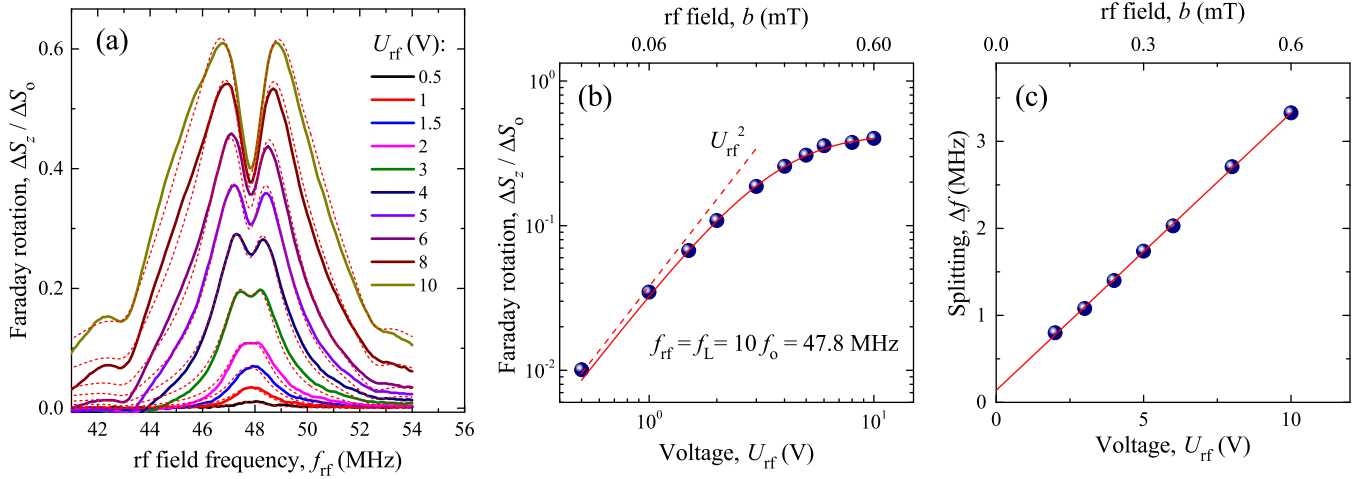 (a)
U_rf (V):
0.5
1
1.5
2
3
4
5
6
8
10
0.6
0.4
0.2
0.0
Faraday rotation, ΔS_z / ΔS_o
42 44 46 48 50 52 54 56
rf field frequency, f_rf (MHz)
rf field, b (mT)
0.06 0.60
(b)
U_rf^2
10^0
10^-1
10^-2
Faraday rotation, ΔS_z / ΔS_o
f_rf = f_L = 10 f_o = 47.8 MHz
10^0 10^1
Voltage, U_rf (V)
rf field, b (mT)
0.0 0.3 0.6
(c)
3
2
1
0
Splitting, Δf (MHz)
0 5 10
Voltage, U_rf (V)